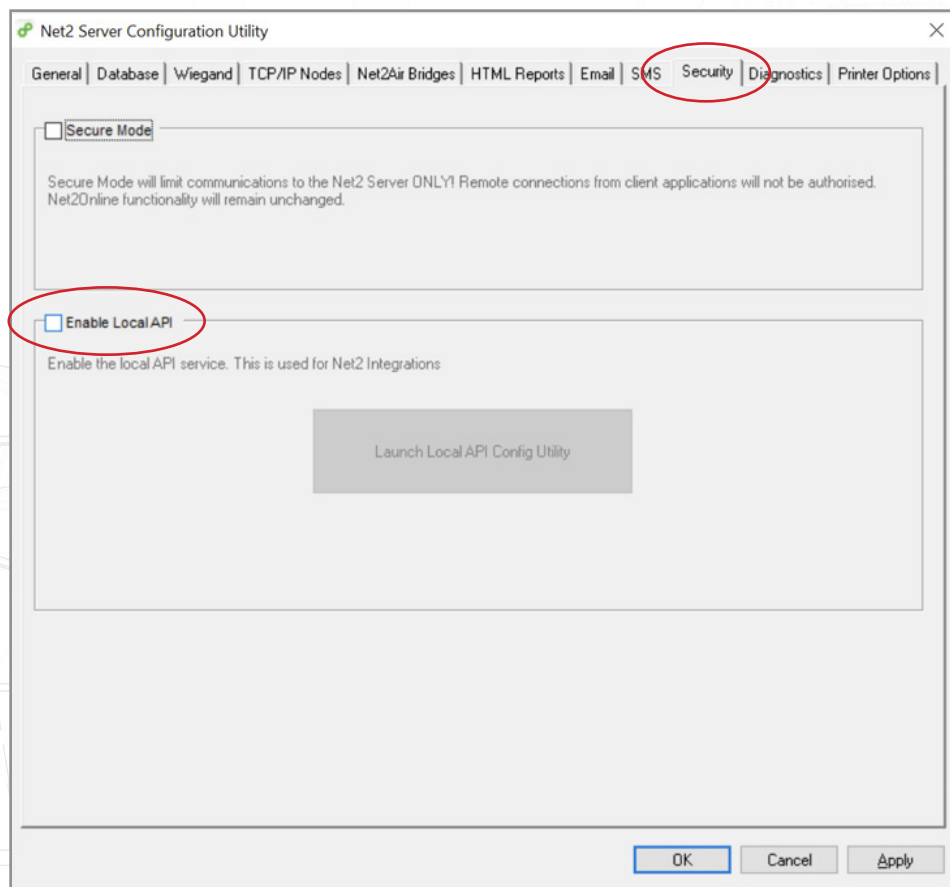 Net2 Server Configuration Utility
General Database Wiegand TCP/IP Nodes Net2Air Bridges HTML Reports Email SMS Security Diagnostics Printer Options
Secure Mode
Secure Mode will limit communications to the Net2 Server ONLY! Remote connections from client applications will not be authorised.
Net2Online functionality will remain unchanged.
Enable Local API
Enable the local API service. This is used for Net2 Integrations
Launch Local API Config Utility
OK Cancel Apply